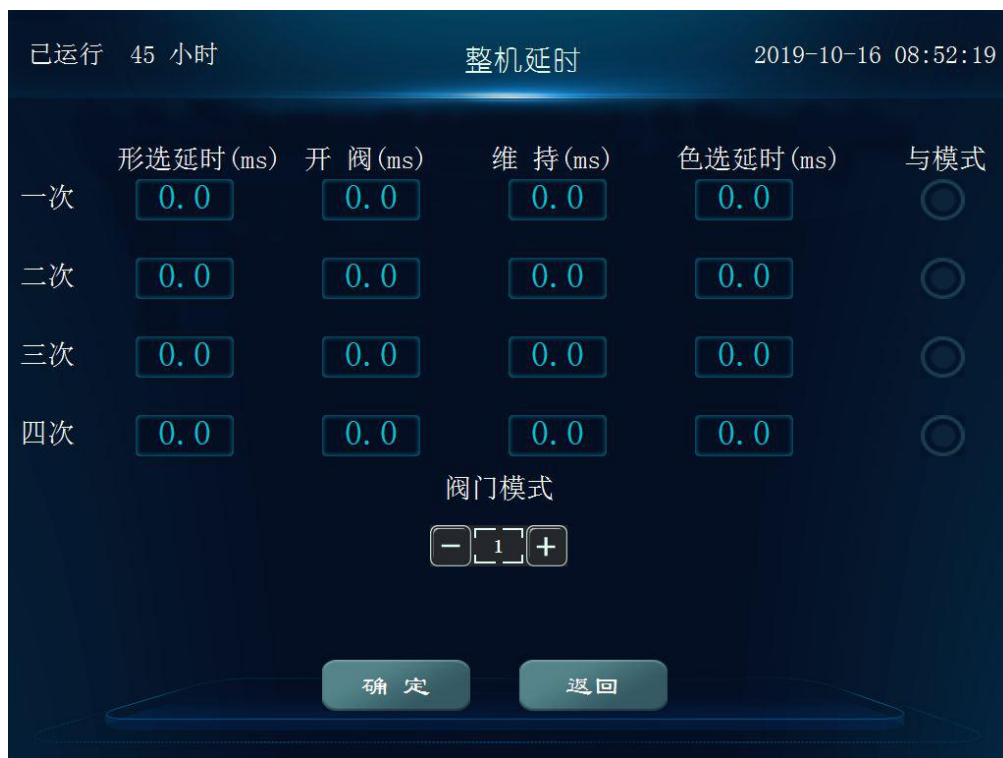 已运行 45 小时 整机延时 2019-10-16 08:52:19
形选延时(ms) 开 阀(ms) 维 持(ms) 色选延时(ms) 与模式
一次 0.0 0.0 0.0 0.0
二次 0.0 0.0 0.0 0.0
三次 0.0 0.0 0.0 0.0
四次 0.0 0.0 0.0 0.0
阀门模式
− 1 +
确 定 返回